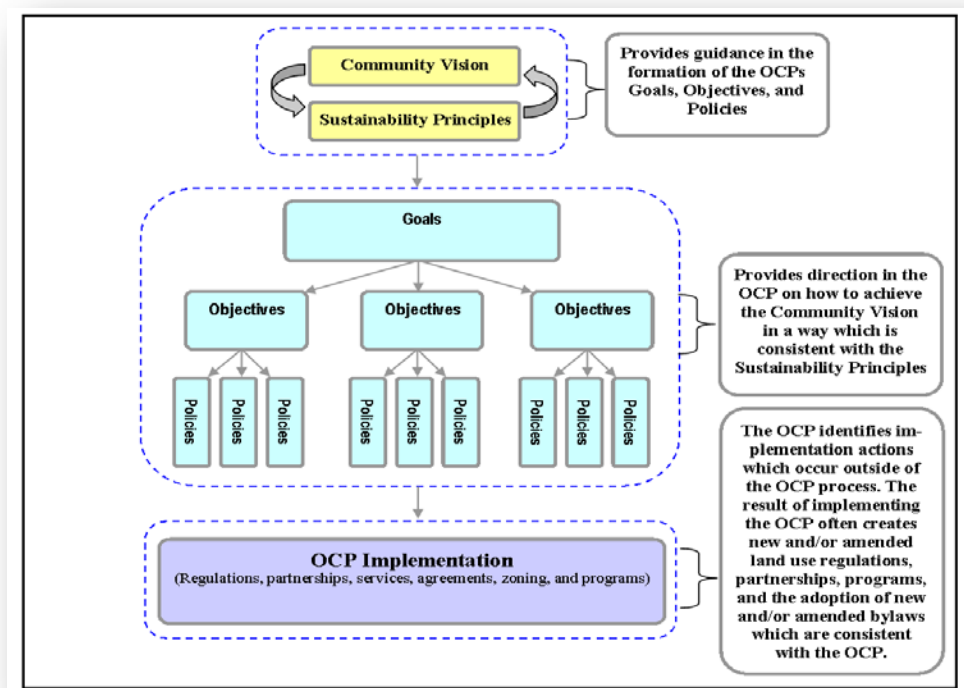 Community Vision
Sustainability Principles
Provides guidance in the
formation of the OCPs
Goals, Objectives, and
Policies
Goals
Objectives
Objectives
Objectives
Policies
Policies
Policies
Policies
Policies
Policies
Policies
Policies
Policies
Provides direction in the
OCP on how to achieve
the Community Vision
in a way which is
consistent with the
Sustainability Principles
OCP Implementation
(Regulations, partnerships, services, agreements, zoning, and programs)
The OCP identifies im-
plementation actions
which occur outside of
the OCP process. The
result of implementing
the OCP often creates
new and/or amended
land use regulations,
partnerships, programs,
and the adoption of new
and/or amended bylaws
which are consistent
with the OCP.